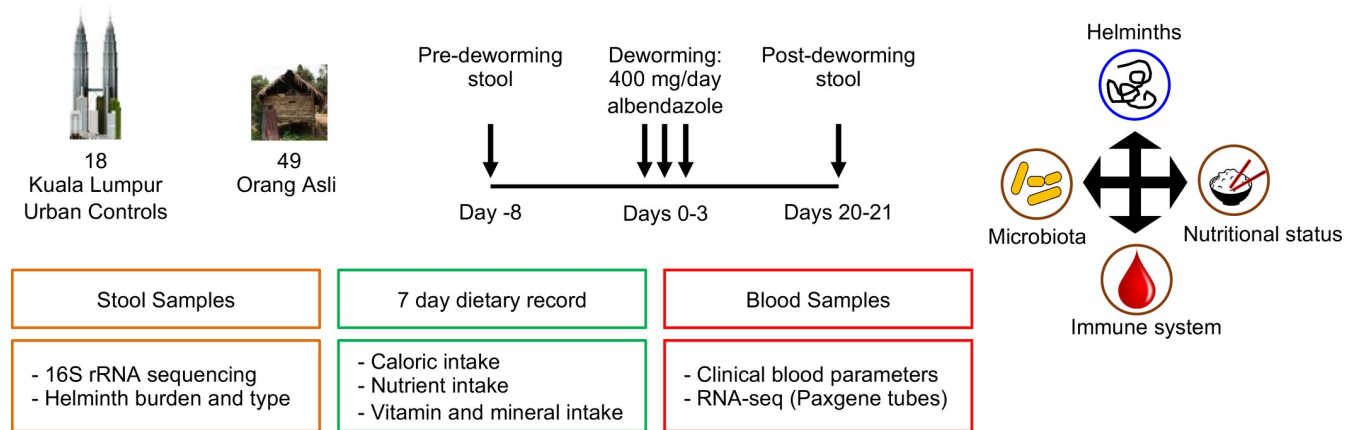 18
Kuala Lumpur
Urban Controls
49
Orang Asli
Pre-deworming
stool
Deworming:
400 mg/day
albendazole
Post-deworming
stool
Day -8
Days 0-3
Days 20-21
Helminths
Microbiota
Nutritional status
Immune system
Stool Samples
- 16S rRNA sequencing
- Helminth burden and type
7 day dietary record
- Caloric intake
- Nutrient intake
- Vitamin and mineral intake
Blood Samples
- Clinical blood parameters
- RNA-seq (Paxgene tubes)